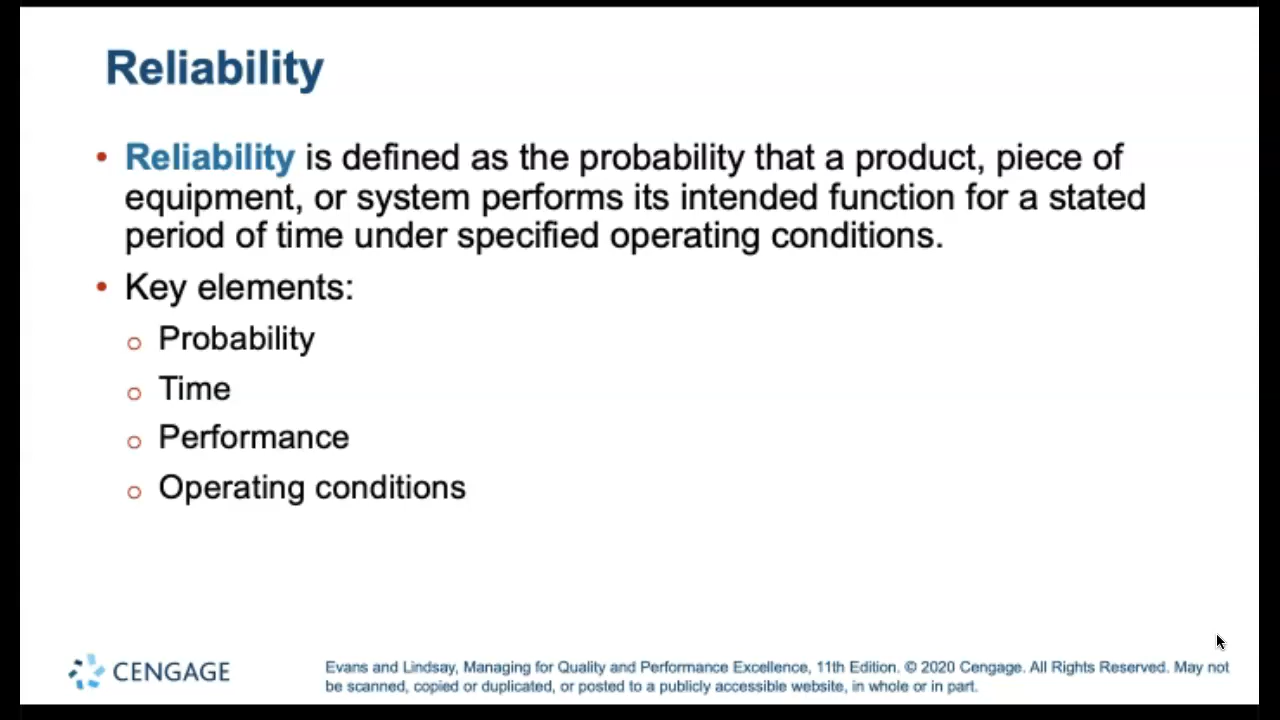 Reliability
• Reliability is defined as the probability that a product, piece of
equipment, or system performs its intended function for a stated
period of time under specified operating conditions.
• Key elements:
o Probability
o Time
o Performance
o Operating conditions
CENGAGE
Evans and Lindsay, Managing for Quality and Performance Excellence, 11th Edition. © 2020 Cengage. All Rights Reserved. May not
be scanned, copied or duplicated, or posted to a publicly accessible website, in whole or in part.